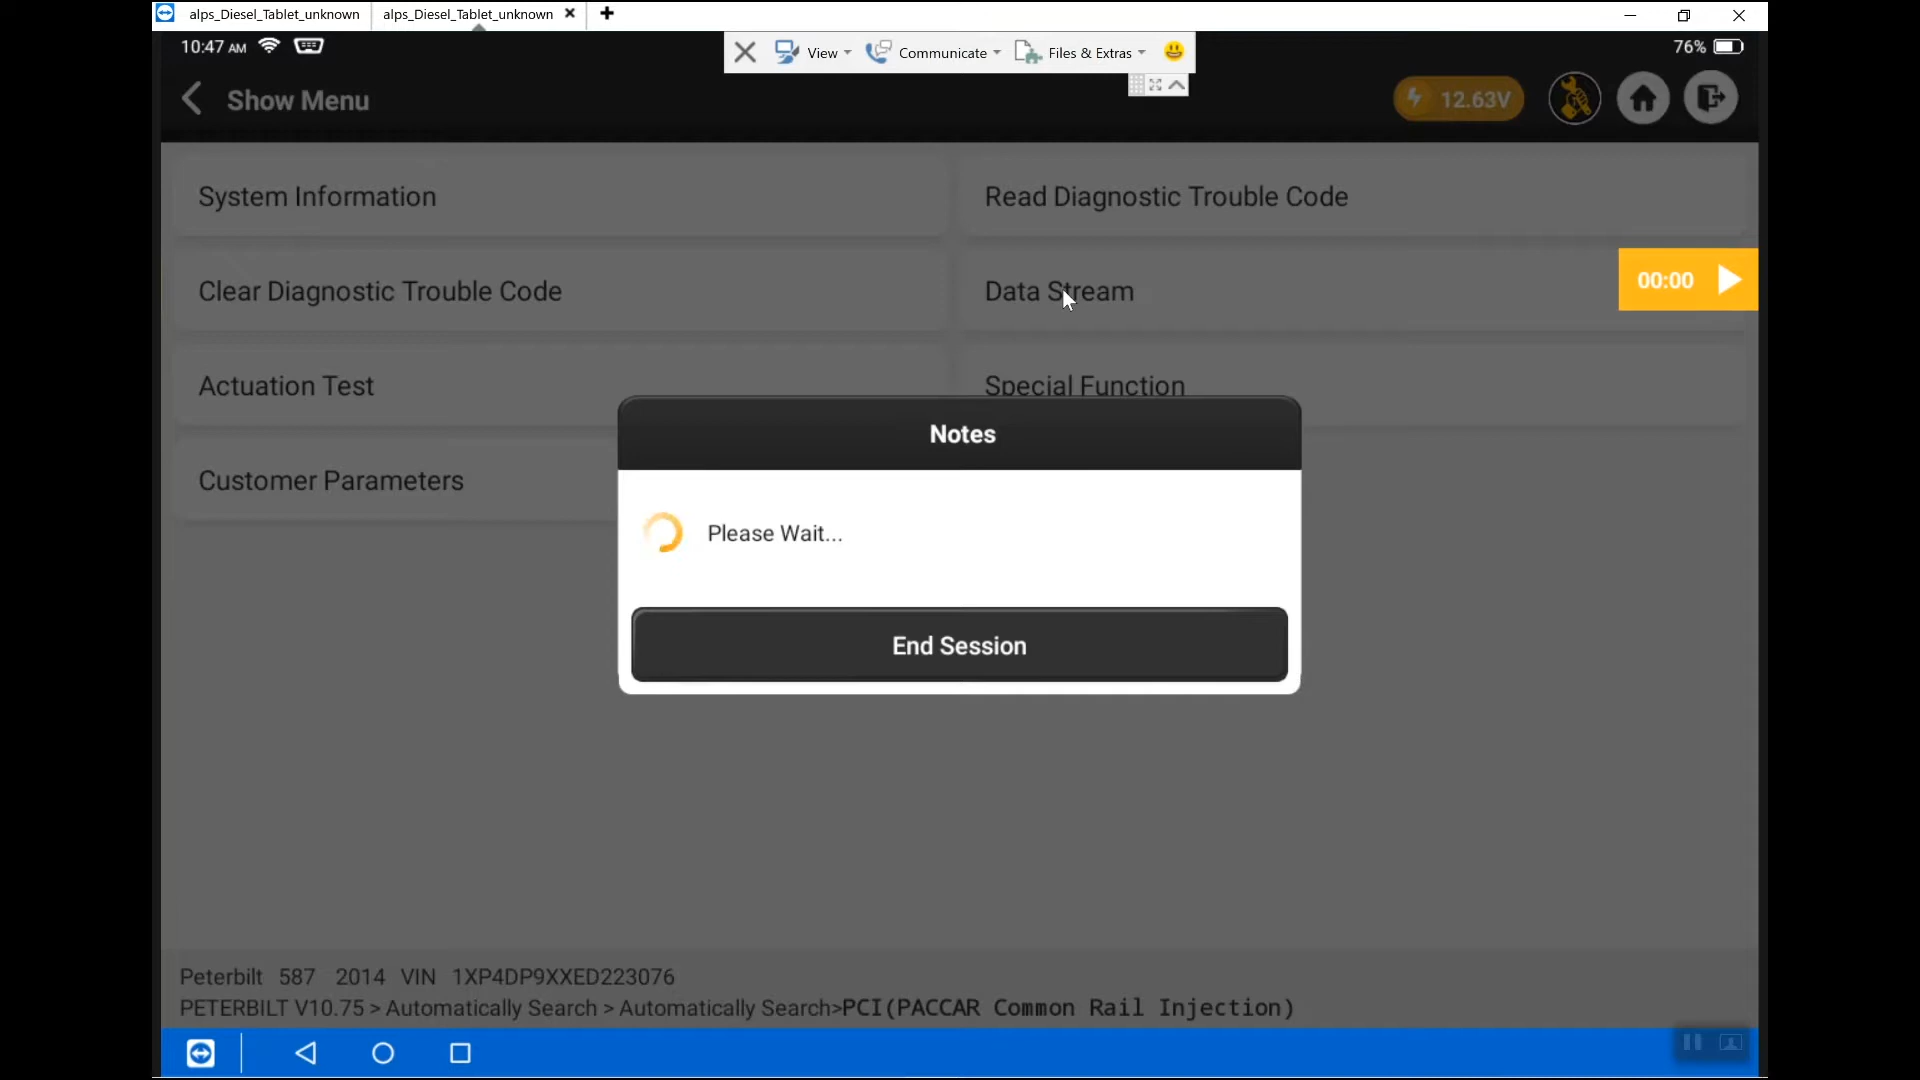 alps_Diesel_Tablet_unknown alps_Diesel_Tablet_unknown
10:47 AM
View Communicate Files & Extras
76%
Show Menu
12.63V
System Information
Read Diagnostic Trouble Code
Clear Diagnostic Trouble Code
Data Stream
00:00
Actuation Test
Special Function
Customer Parameters
Notes
Please Wait...
End Session
Peterbilt 587 2014 VIN 1XP4DP9XXED223076
PETERBILT V10.75 > Automatically Search > Automatically Search>PCI(PACCAR Common Rail Injection)